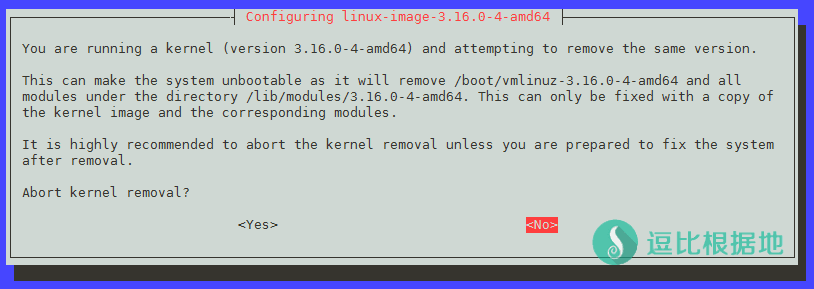 Configuring linux-image-3.16.0-4-amd64
You are running a kernel (version 3.16.0-4-amd64) and attempting to remove the same version.
This can make the system unbootable as it will remove /boot/vmlinuz-3.16.0-4-amd64 and all
modules under the directory /lib/modules/3.16.0-4-amd64. This can only be fixed with a copy of
the kernel image and the corresponding modules.
It is highly recommended to abort the kernel removal unless you are prepared to fix the system
after removal.
Abort kernel removal?
<Yes> <No>
逗比根据地